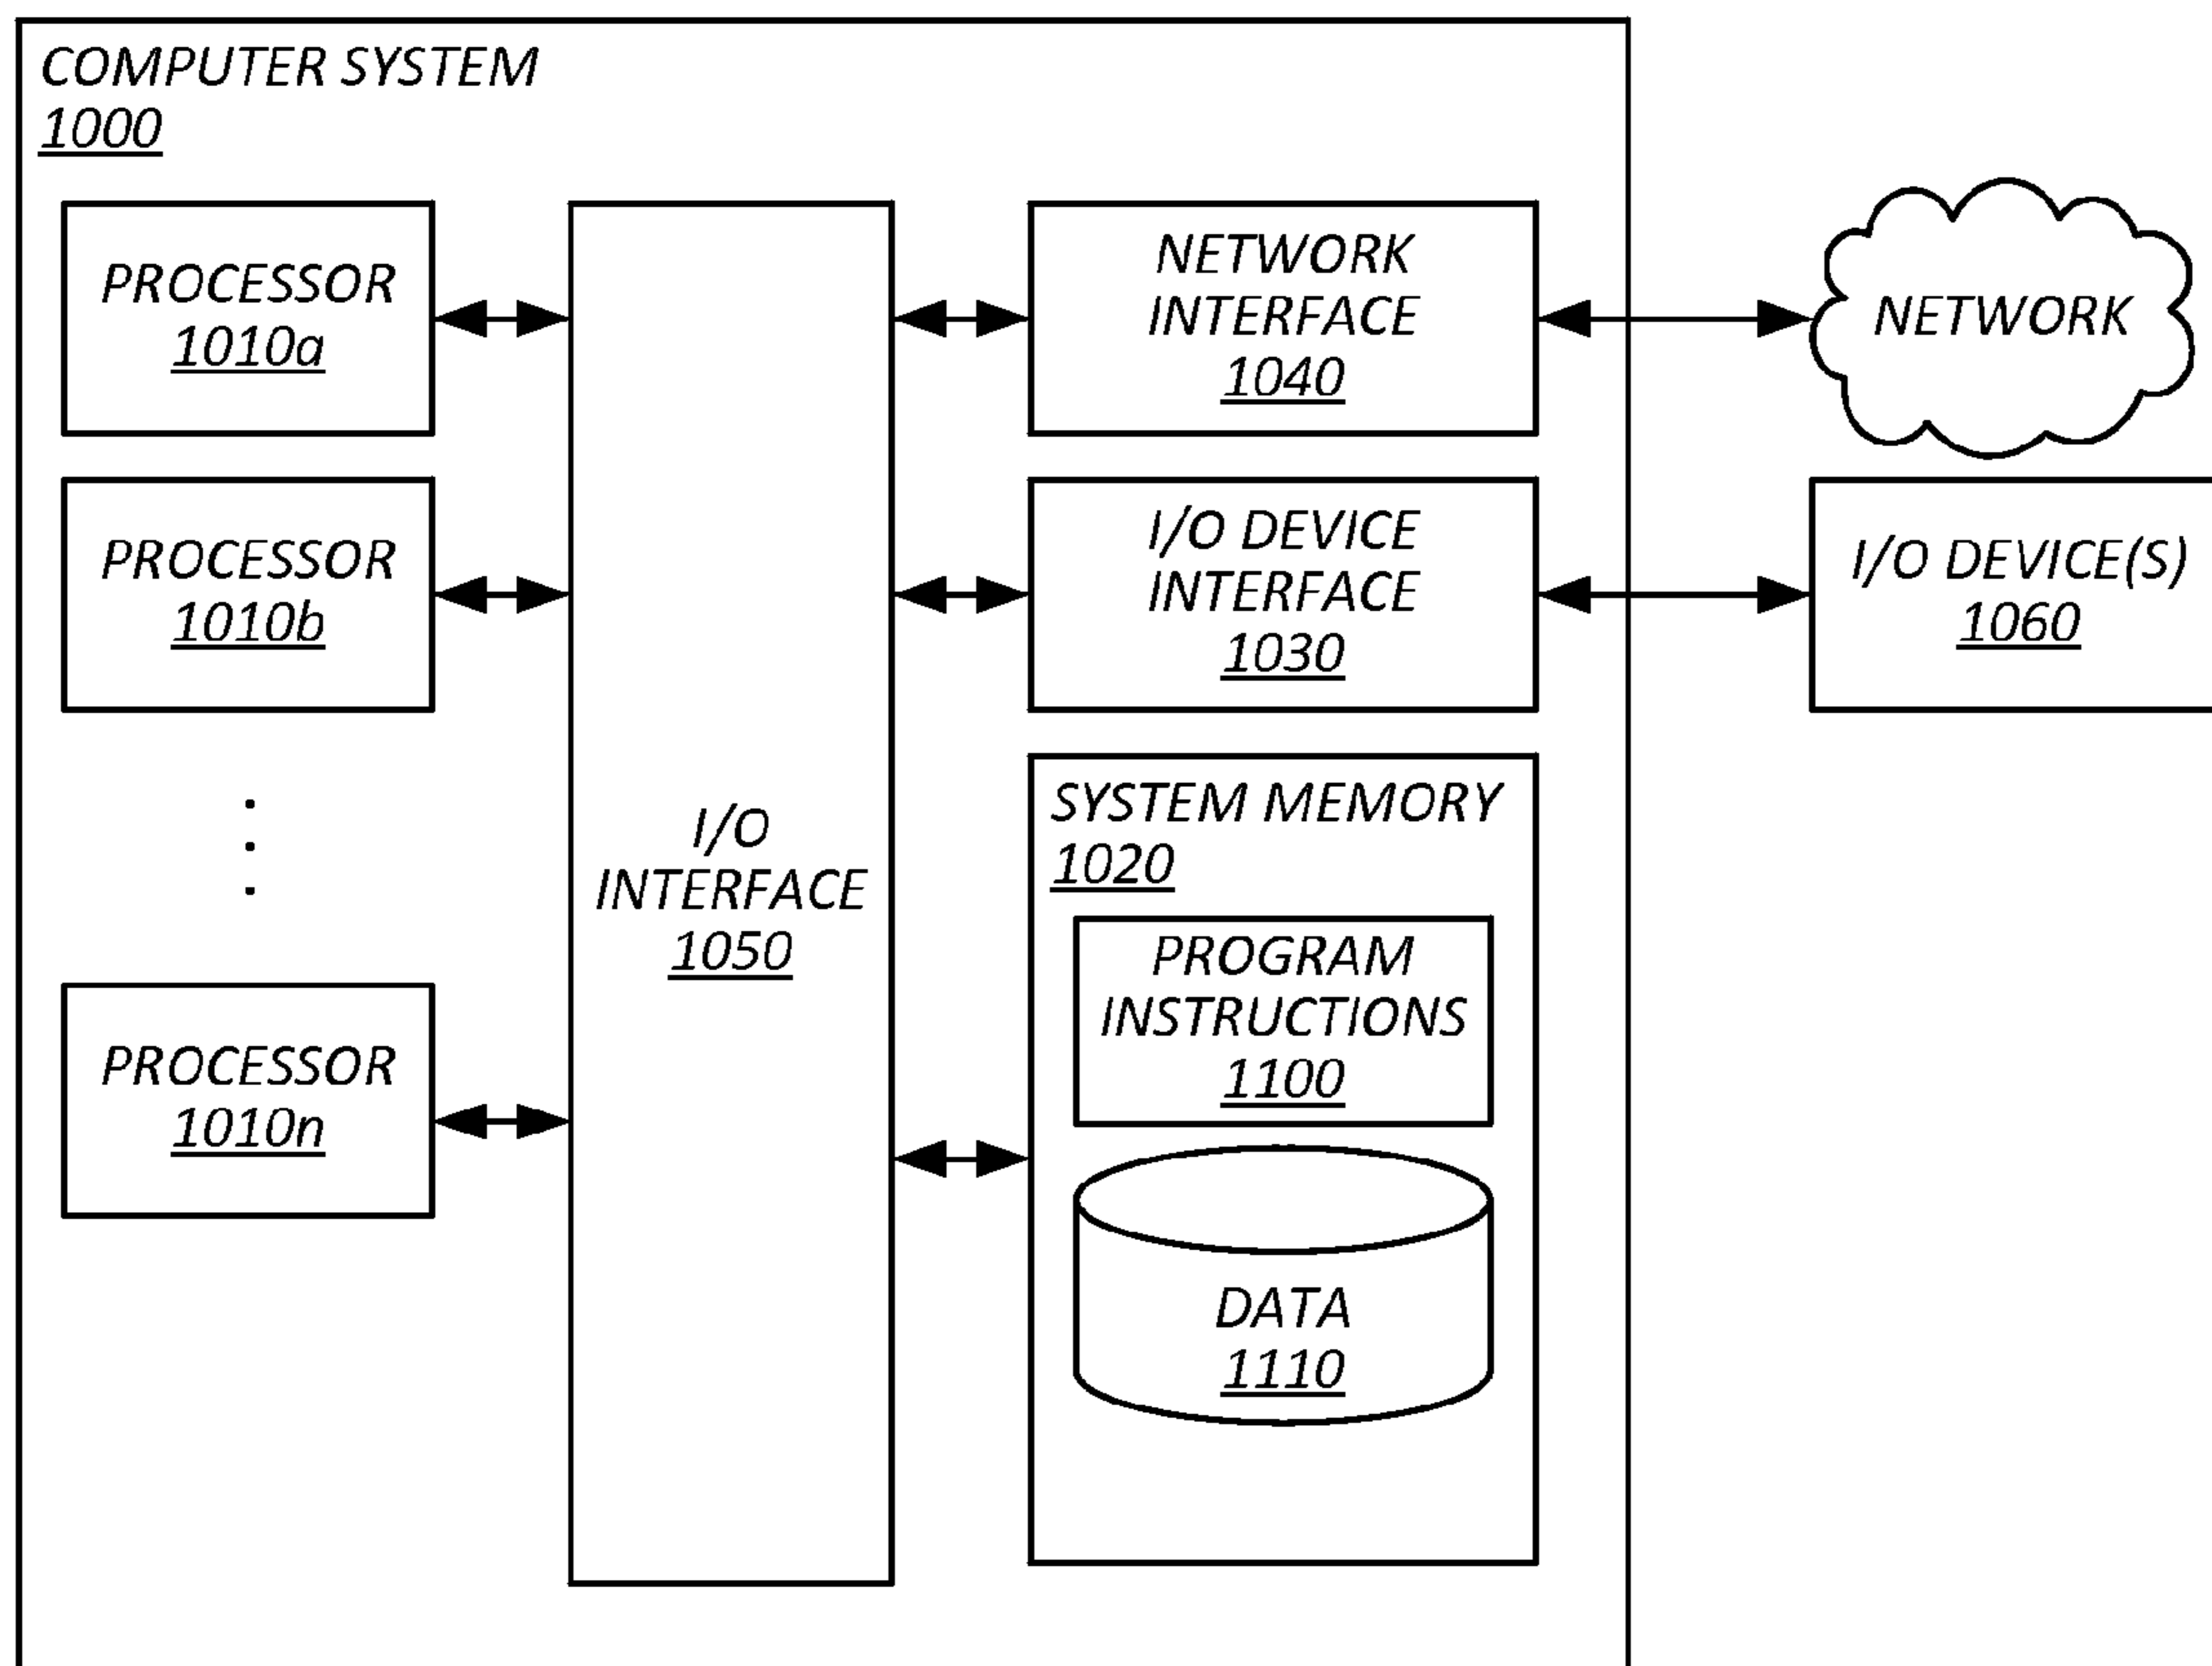 COMPUTER SYSTEM
1000
PROCESSOR
1010a
PROCESSOR
1010b
PROCESSOR
1010n
I/O
INTERFACE
1050
NETWORK
INTERFACE
1040
I/O DEVICE
INTERFACE
1030
SYSTEM MEMORY
1020
PROGRAM
INSTRUCTIONS
1100
DATA
1110
NETWORK
I/O DEVICE(S)
1060